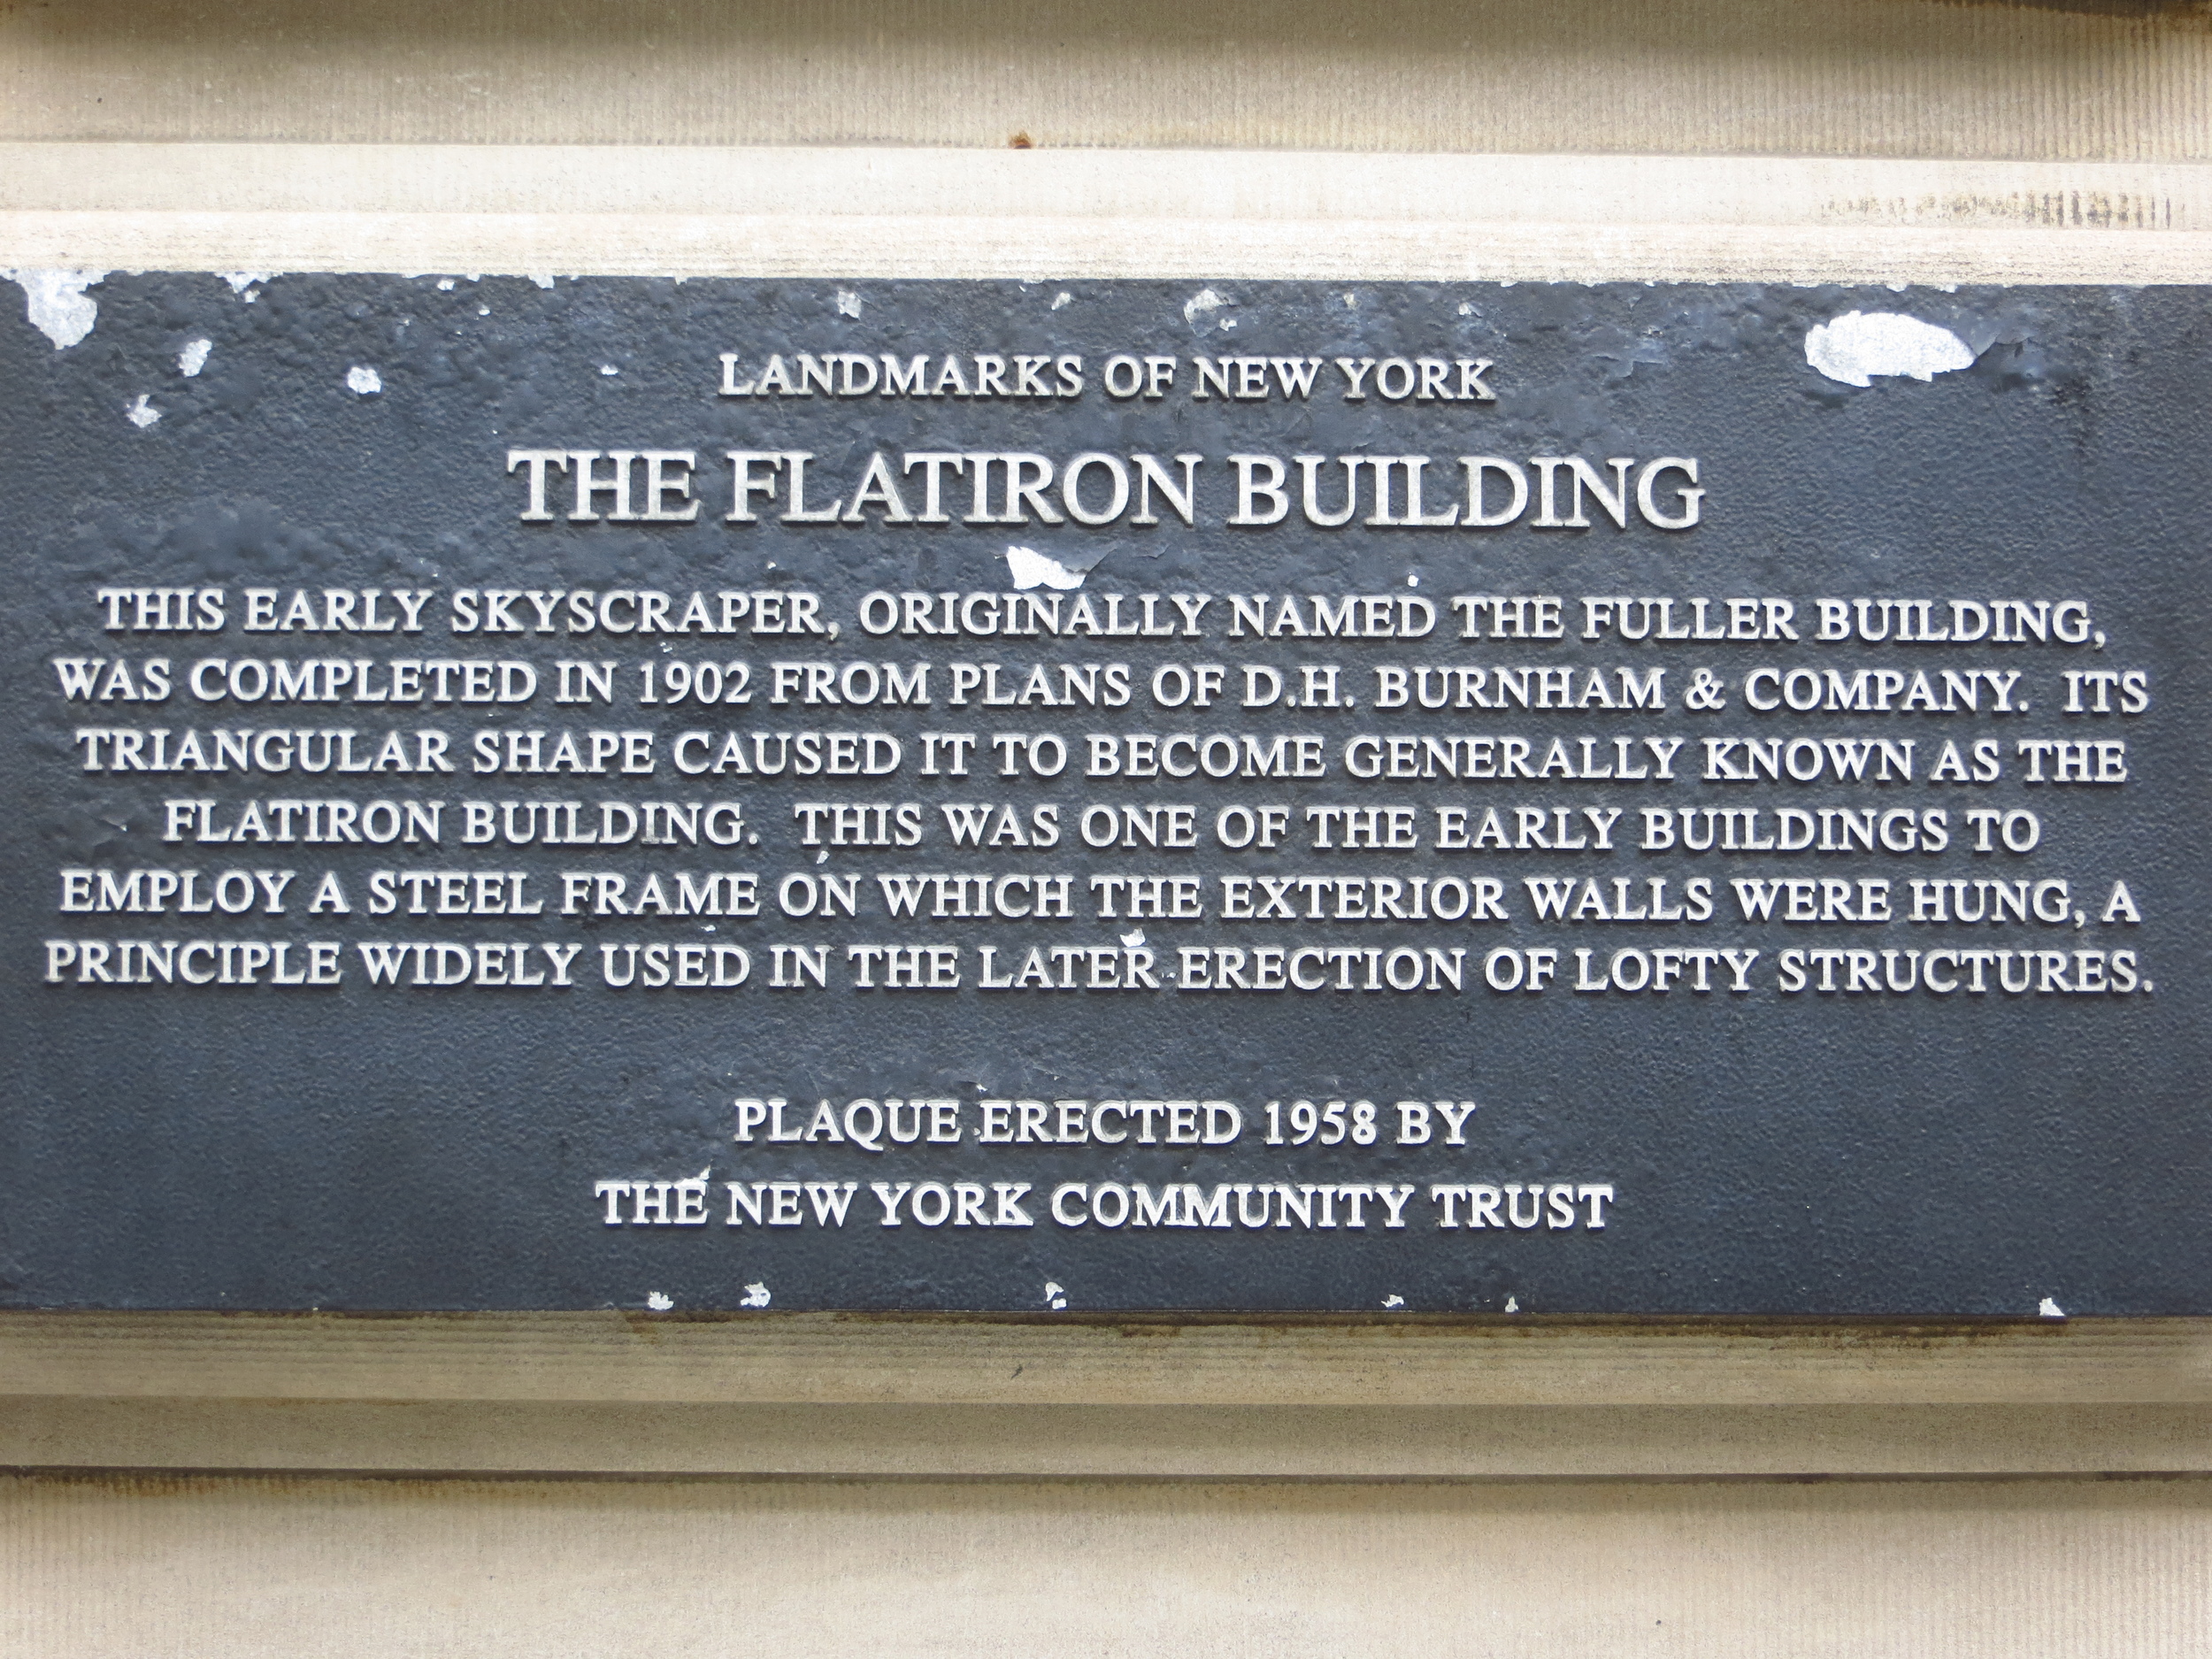 LANDMARKS OF NEW YORK
THE FLATIRON BUILDING
THIS EARLY SKYSCRAPER, ORIGINALLY NAMED THE FULLER BUILDING,
WAS COMPLETED IN 1902 FROM PLANS OF D.H. BURNHAM & COMPANY. ITS
TRIANGULAR SHAPE CAUSED IT TO BECOME GENERALLY KNOWN AS THE
FLATIRON BUILDING. THIS WAS ONE OF THE EARLY BUILDINGS TO
EMPLOY A STEEL FRAME ON WHICH THE EXTERIOR WALLS WERE HUNG, A
PRINCIPLE WIDELY USED IN THE LATER ERECTION OF LOFTY STRUCTURES.
PLAQUE ERECTED 1958 BY
THE NEW YORK COMMUNITY TRUST